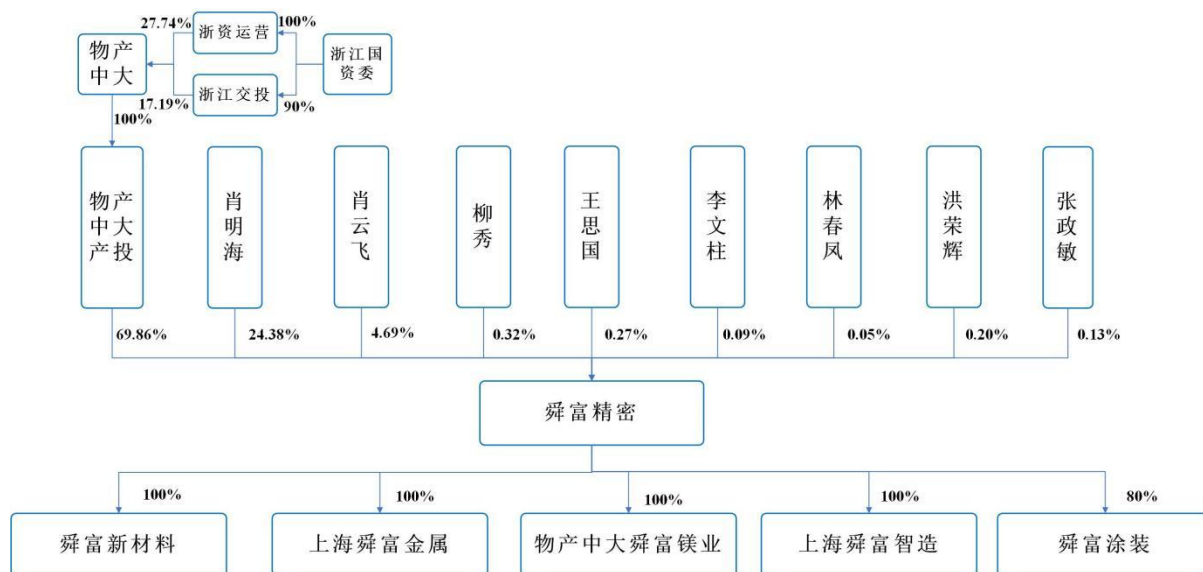 27.74%
浙资运营
100%
物产
中大
浙江国
资委
浙江交投
17.19%
90%
100%
物产
中大
产投
肖
明
海
肖
云
飞
柳
秀
王
思
国
李
文
柱
林
春
凤
洪
荣
辉
张
政
敏
69.86%
24.38%
4.69%
0.32%
0.27%
0.09%
0.05%
0.20%
0.13%
舜富精密
100%
100%
100%
100%
80%
舜富新材料
上海舜富金属
物产中大舜富镁业
上海舜富智造
舜富涂装